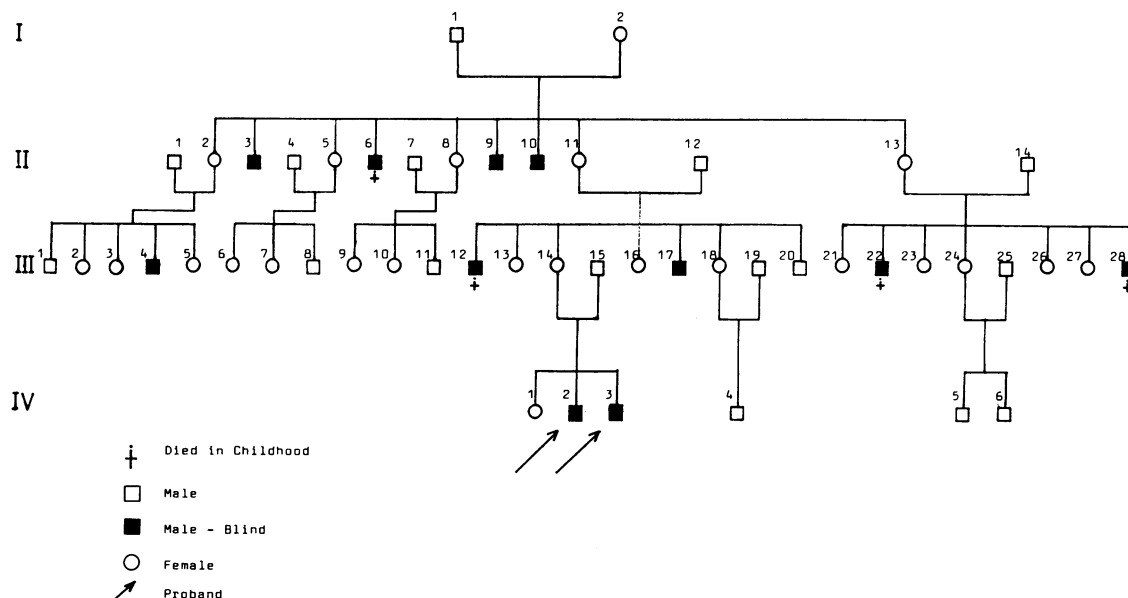 I
1 2
II
1 2 3 4 5 6 7 8 9 10 11 12 13 14
III
1 2 3 4 5 6 7 8 9 10 11 12 13 14 15 16 17 18 19 20 21 22 23 24 25 26 27 28
IV
1 2 3 4 5 6
Died in Childhood
Male
Male - Blind
Female
Proband